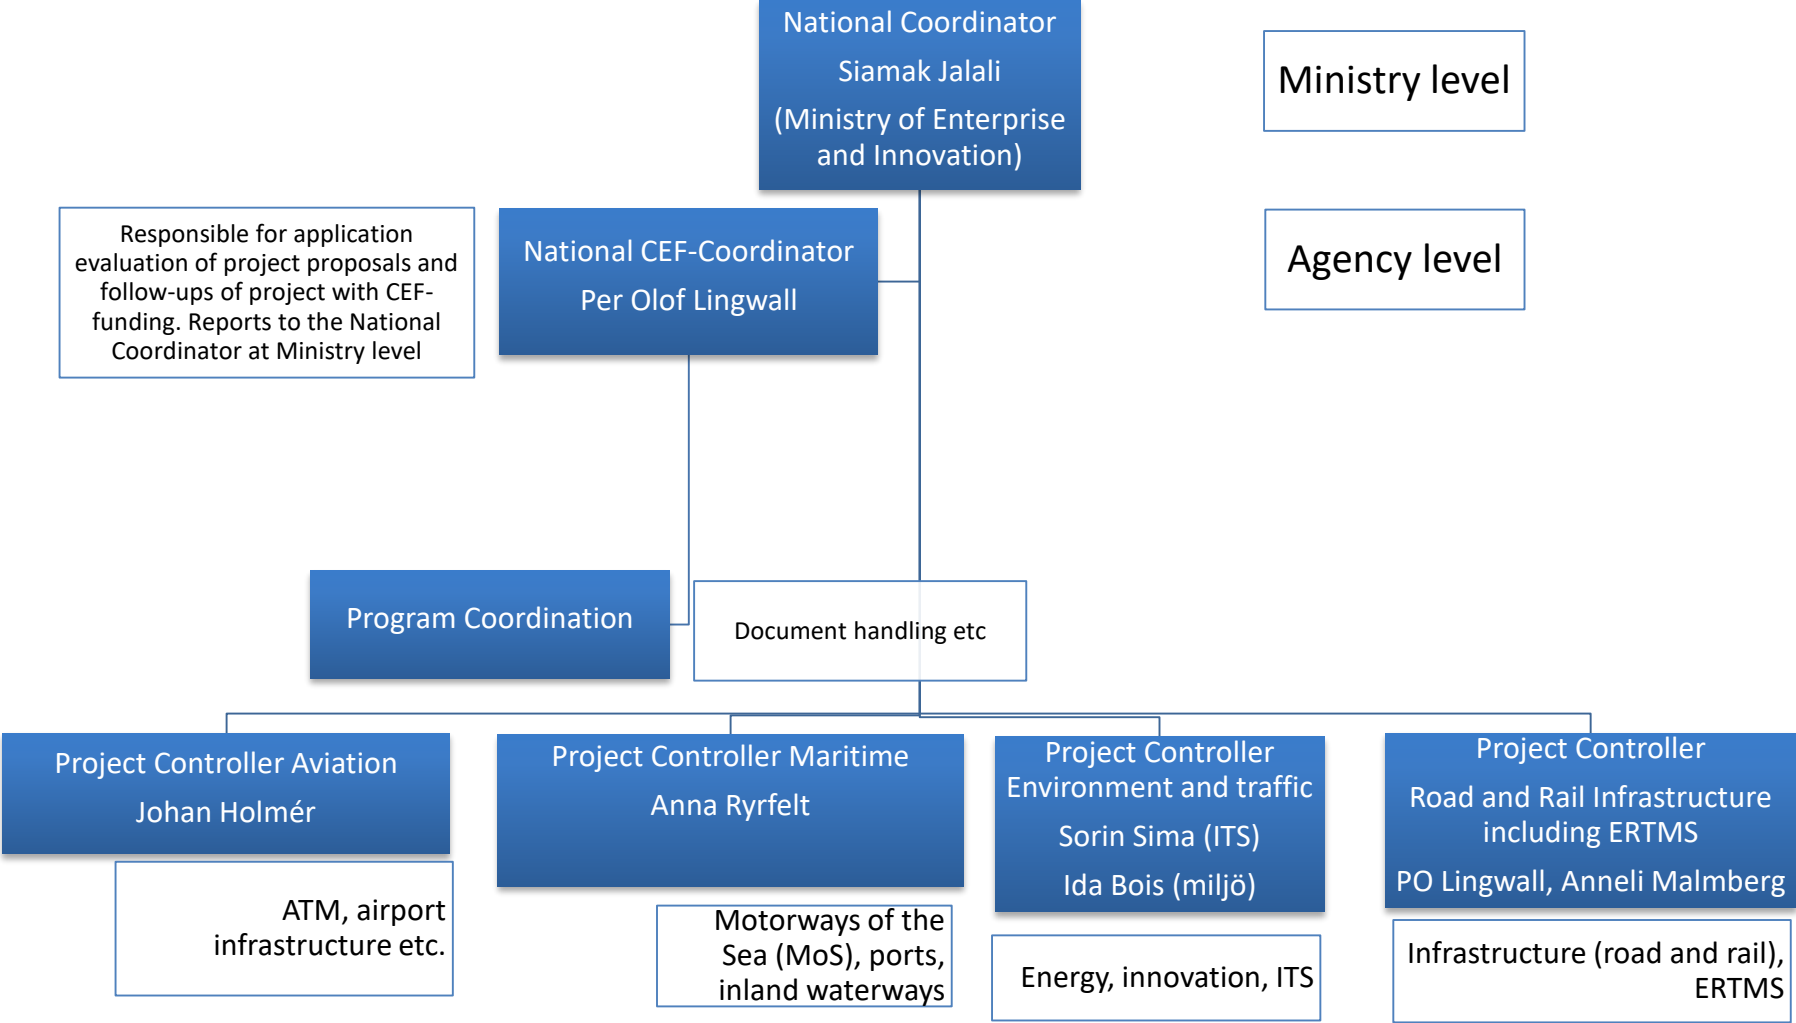 National Coordinator
Siamak Jalali
(Ministry of Enterprise
and Innovation)
Ministry level
Responsible for application
evaluation of project proposals and
follow-ups of project with CEF-
funding. Reports to the National
Coordinator at Ministry level
National CEF-Coordinator
Per Olof Lingwall
Agency level
Program Coordination
Document handling etc
Project Controller Aviation
Johan Holmér
ATM, airport
infrastructure etc.
Project Controller Maritime
Anna Ryrfelt
Motorways of the
Sea (MoS), ports,
inland waterways
Project Controller
Environment and traffic
Sorin Sima (ITS)
Ida Bois (miljö)
Energy, innovation, ITS
Project Controller
Road and Rail Infrastructure
including ERTMS
PO Lingwall, Anneli Malmberg
Infrastructure (road and rail),
ERTMS